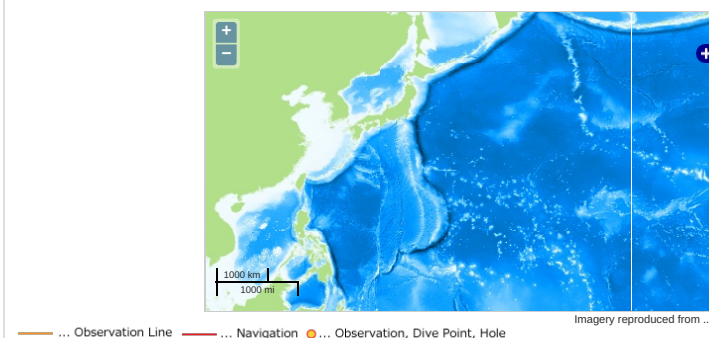 +
−
+
1000 km
1000 mi
Imagery reproduced from ..
... Observation Line ... Navigation ... Observation, Dive Point, Hole